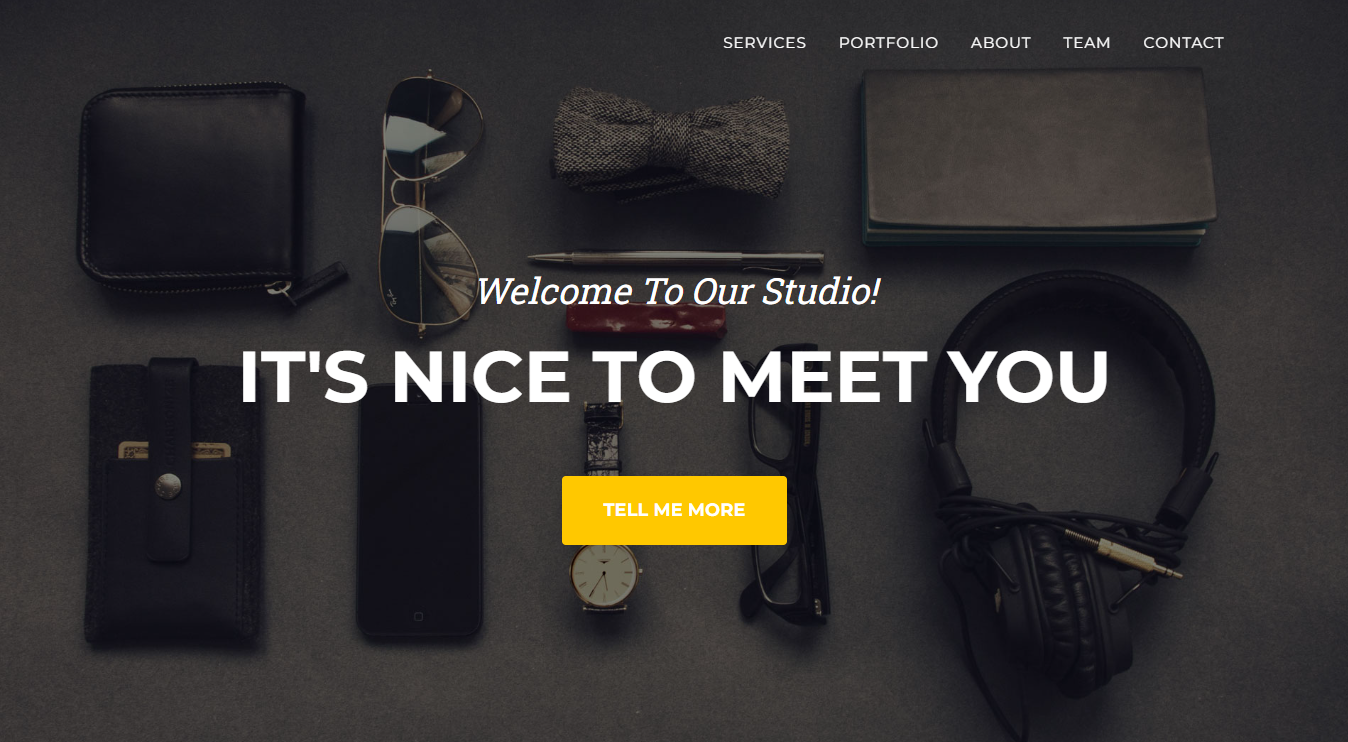 SERVICES PORTFOLIO ABOUT TEAM CONTACT
Welcome To Our Studio!
IT'S NICE TO MEET YOU
TELL ME MORE